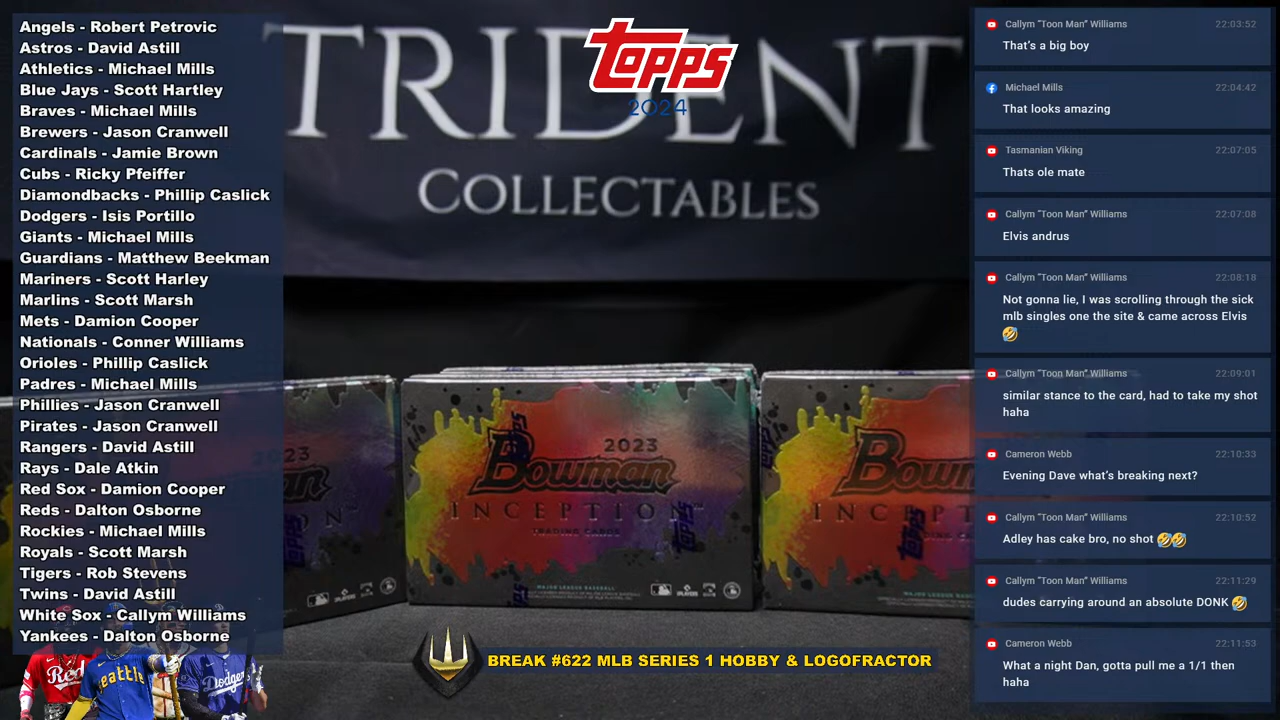 Angels - Robert Petrovic
Astros - David Astill
Athletics - Michael Mills
Blue Jays - Scott Hartley
Braves - Michael Mills
Brewers - Jason Cranwell
Cardinals - Jamie Brown
Cubs - Ricky Pfeiffer
Diamondbacks - Phillip Caslick
Dodgers - Isis Portillo
Giants - Michael Mills
Guardians - Matthew Beekman
Mariners - Scott Harley
Marlins - Scott Marsh
Mets - Damion Cooper
Nationals - Conner Williams
Orioles - Phillip Caslick
Padres - Michael Mills
Phillies - Jason Cranwell
Pirates - Jason Cranwell
Rangers - David Astill
Rays - Dale Atkin
Red Sox - Damion Cooper
Reds - Dalton Osborne
Rockies - Michael Mills
Royals - Scott Marsh
Tigers - Rob Stevens
Twins - David Astill
White Sox - Callym Williams
Yankees - Dalton Osborne
Reds
Seattle
Dodgers
TRIDENT
COLLECTABLES
Topps
2024
2023
Bowman
INCEPTION
TRADING CARDS
MAJOR LEAGUE BASEBALL
BREAK #622 MLB SERIES 1 HOBBY & LOGOFRACTOR
Callym “Toon Man” Williams 22:03:52
That's a big boy
Michael Mills 22:04:42
That looks amazing
Tasmanian Viking 22:07:05
Thats ole mate
Callym “Toon Man” Williams 22:07:08
Elvis andrus
Callym “Toon Man” Williams 22:08:18
Not gonna lie, I was scrolling through the sick
mlb singles one the site & came across Elvis
🤣
Callym “Toon Man” Williams 22:09:01
similar stance to the card, had to take my shot
haha
Cameron Webb 22:10:33
Evening Dave what's breaking next?
Callym “Toon Man” Williams 22:10:52
Adley has cake bro, no shot 🤣🤣
Callym “Toon Man” Williams 22:11:29
dudes carrying around an absolute DONK 🤣
Cameron Webb 22:11:53
What a night Dan, gotta pull me a 1/1 then
haha